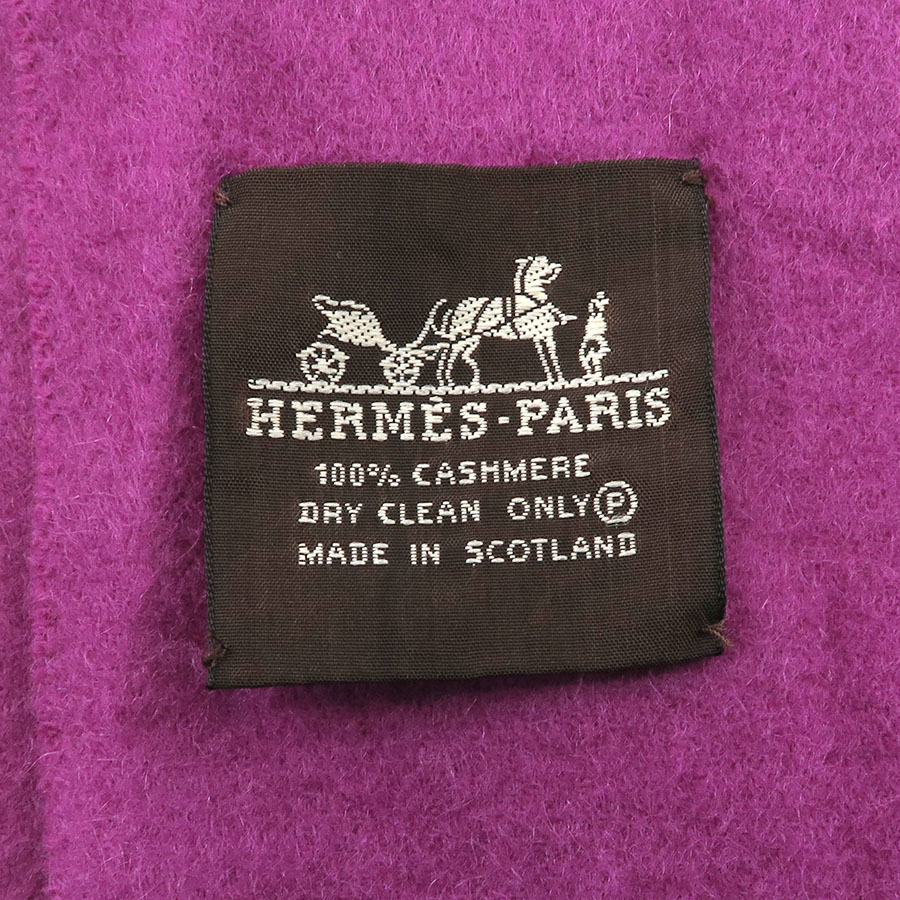 HERMÈS-PARIS
100% CASHMERE
DRY CLEAN ONLY Ⓟ
MADE IN SCOTLAND